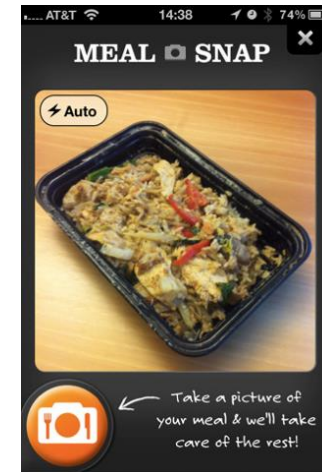 AT&T 14:38 74%
MEAL SNAP
Auto
Take a picture of
your meal & we'll take
care of the rest!